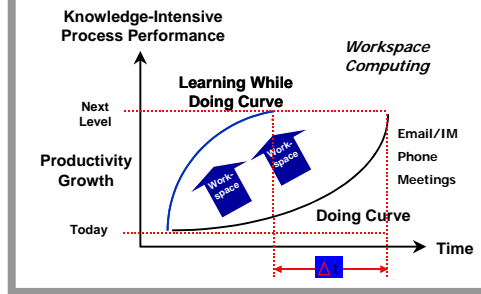 Knowledge-Intensive
Process Performance
Workspace
Computing
Learning While
Doing Curve
Next
Level
Work-
space
Work-
space
Email/IM
Phone
Meetings
Productivity
Growth
Doing Curve
Today
Time
Δ